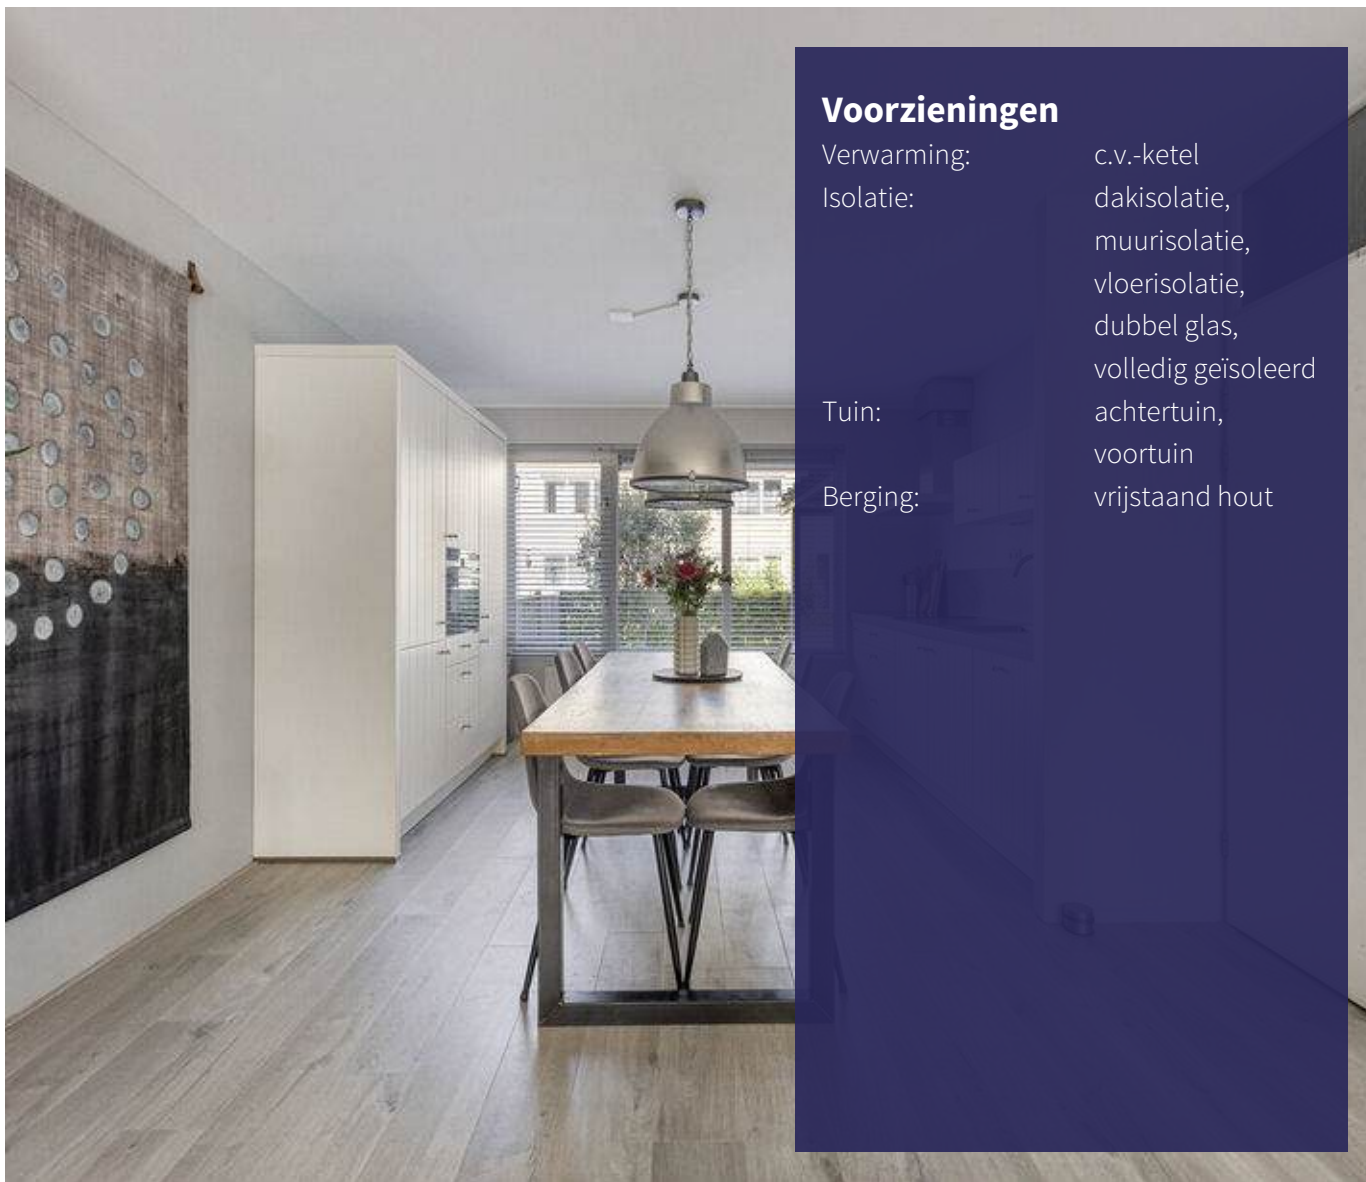 Voorzieningen
Verwarming: c.v.-ketel
Isolatie: dakisolatie,
muurisolatie,
vloerisolatie,
dubbel glas,
volledig geïsoleerd
Tuin: achtertuin,
voortuin
Berging: vrijstaand hout